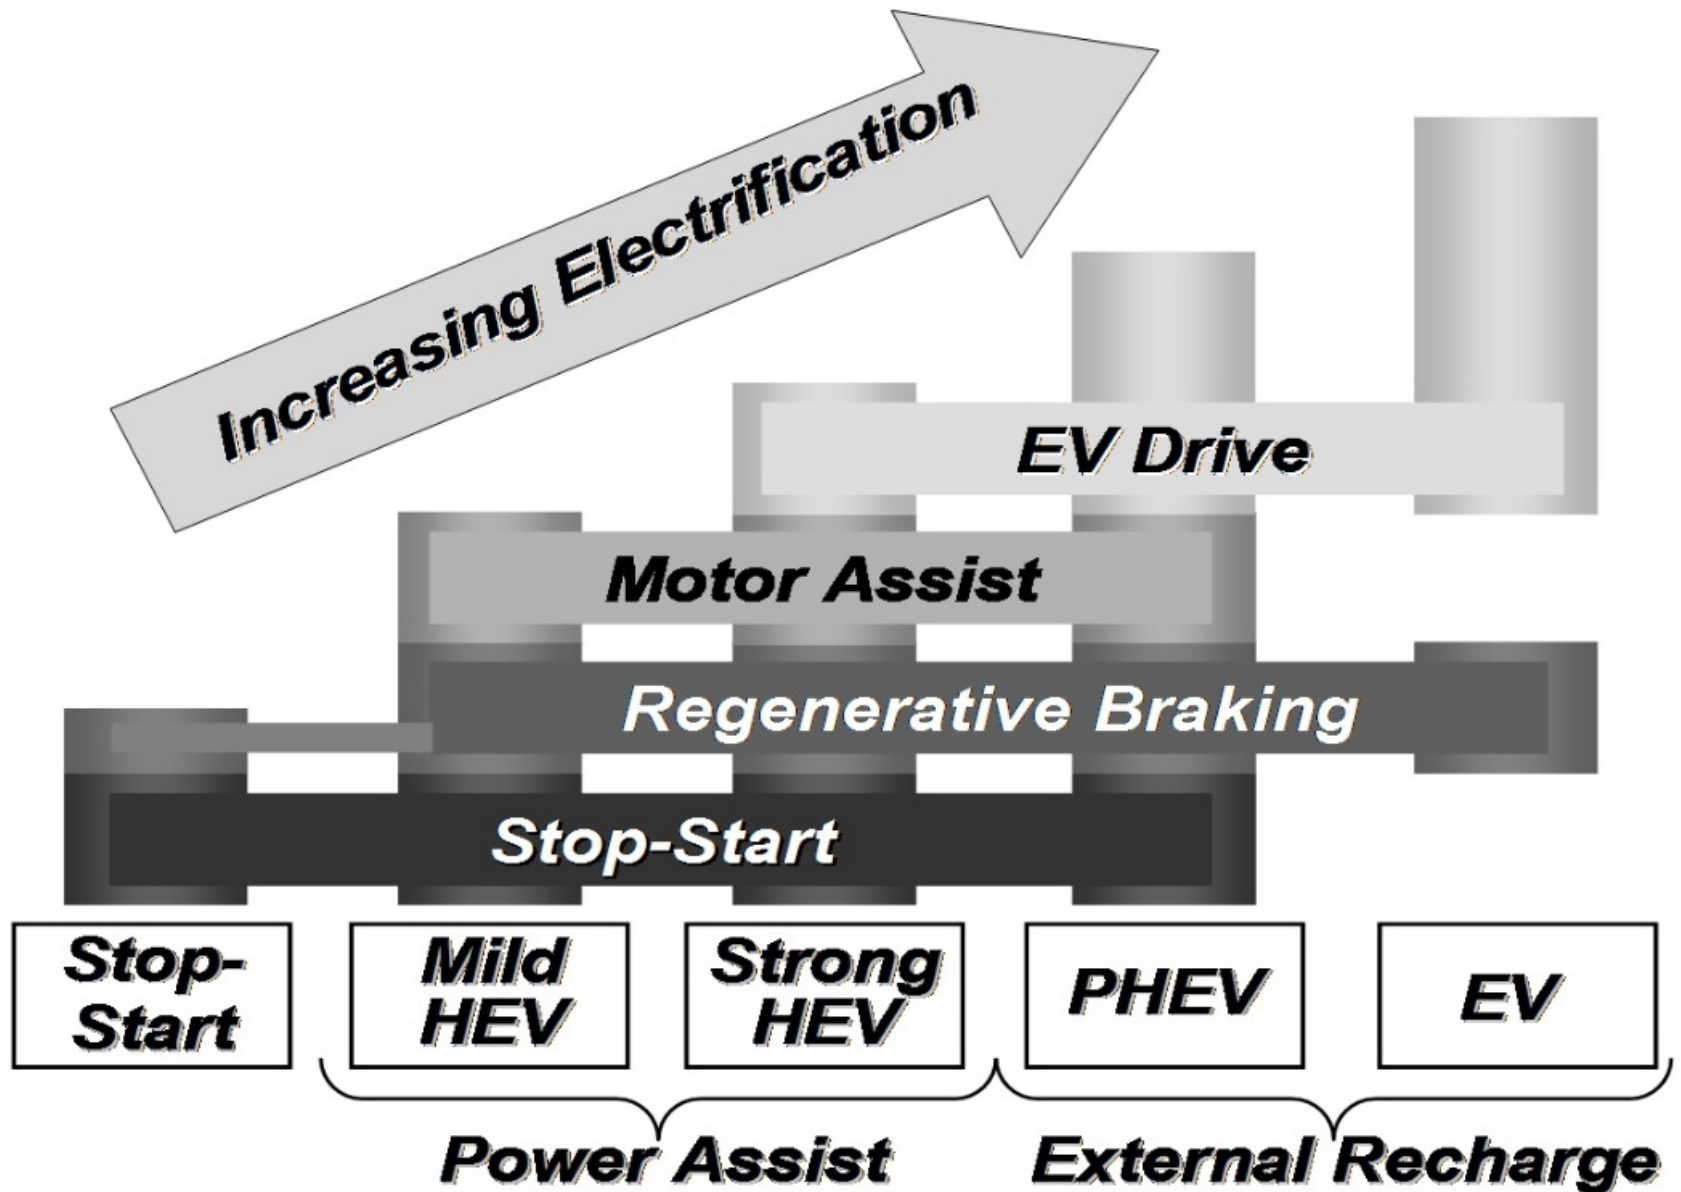 Increasing Electrification
EV Drive
Motor Assist
Regenerative Braking
Stop-Start
Stop-
Start
Mild
HEV
Strong
HEV
PHEV
EV
Power Assist
External Recharge